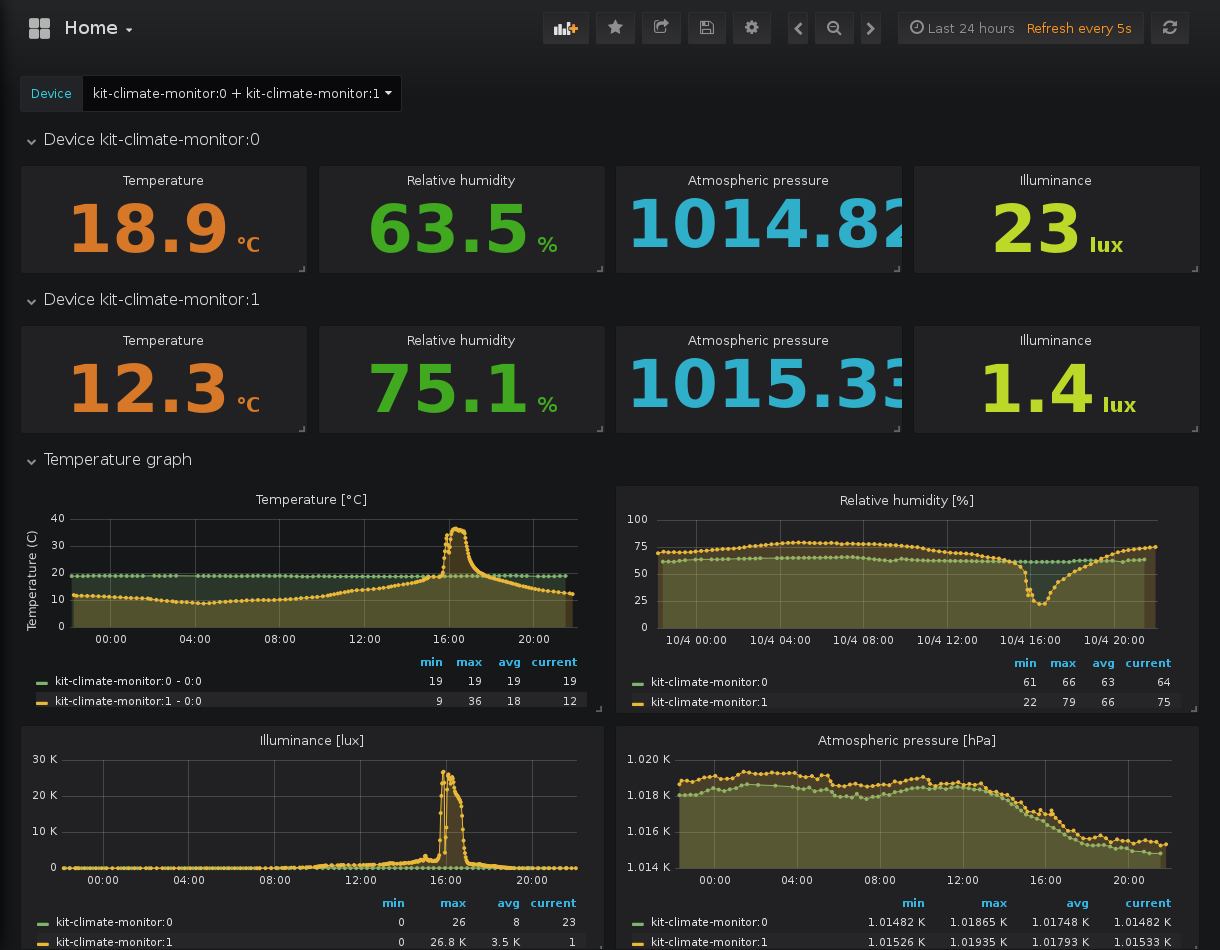 Home
Last 24 hours Refresh every 5s
Device kit-climate-monitor:0 + kit-climate-monitor:1
Device kit-climate-monitor:0
Temperature
18.9 °C
Relative humidity
63.5 %
Atmospheric pressure
1014.82
Illuminance
23 lux
Device kit-climate-monitor:1
Temperature
12.3 °C
Relative humidity
75.1 %
Atmospheric pressure
1015.33
Illuminance
1.4 lux
Temperature graph
Temperature [°C]
Temperature (C)
40
30
20
10
0
00:00 04:00 08:00 12:00 16:00 20:00
min max avg current
kit-climate-monitor:0 - 0:0 19 19 19 19
kit-climate-monitor:1 - 0:0 9 36 18 12
Relative humidity [%]
100
75
50
25
0
10/4 00:00 10/4 04:00 10/4 08:00 10/4 12:00 10/4 16:00 10/4 20:00
min max avg current
kit-climate-monitor:0 61 66 63 64
kit-climate-monitor:1 22 79 66 75
Illuminance [lux]
30 K
20 K
10 K
0
00:00 04:00 08:00 12:00 16:00 20:00
min max avg current
kit-climate-monitor:0 0 26 8 23
kit-climate-monitor:1 0 26.8 K 3.5 K 1
Atmospheric pressure [hPa]
1.020 K
1.018 K
1.016 K
1.014 K
00:00 04:00 08:00 12:00 16:00 20:00
min max avg current
kit-climate-monitor:0 1.01482 K 1.01865 K 1.01748 K 1.01482 K
kit-climate-monitor:1 1.01526 K 1.01935 K 1.01793 K 1.01533 K